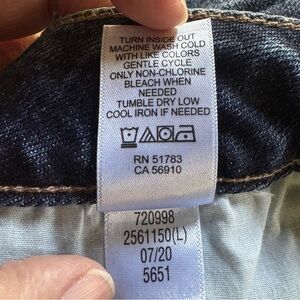 TURN INSIDE OUT
MACHINE WASH COLD
WITH LIKE COLORS
GENTLE CYCLE
ONLY NON-CHLORINE
BLEACH WHEN
NEEDED
TUMBLE DRY LOW
COOL IRON IF NEEDED
RN 51783
CA 56910
720998
2561150(L)
07/20
5651